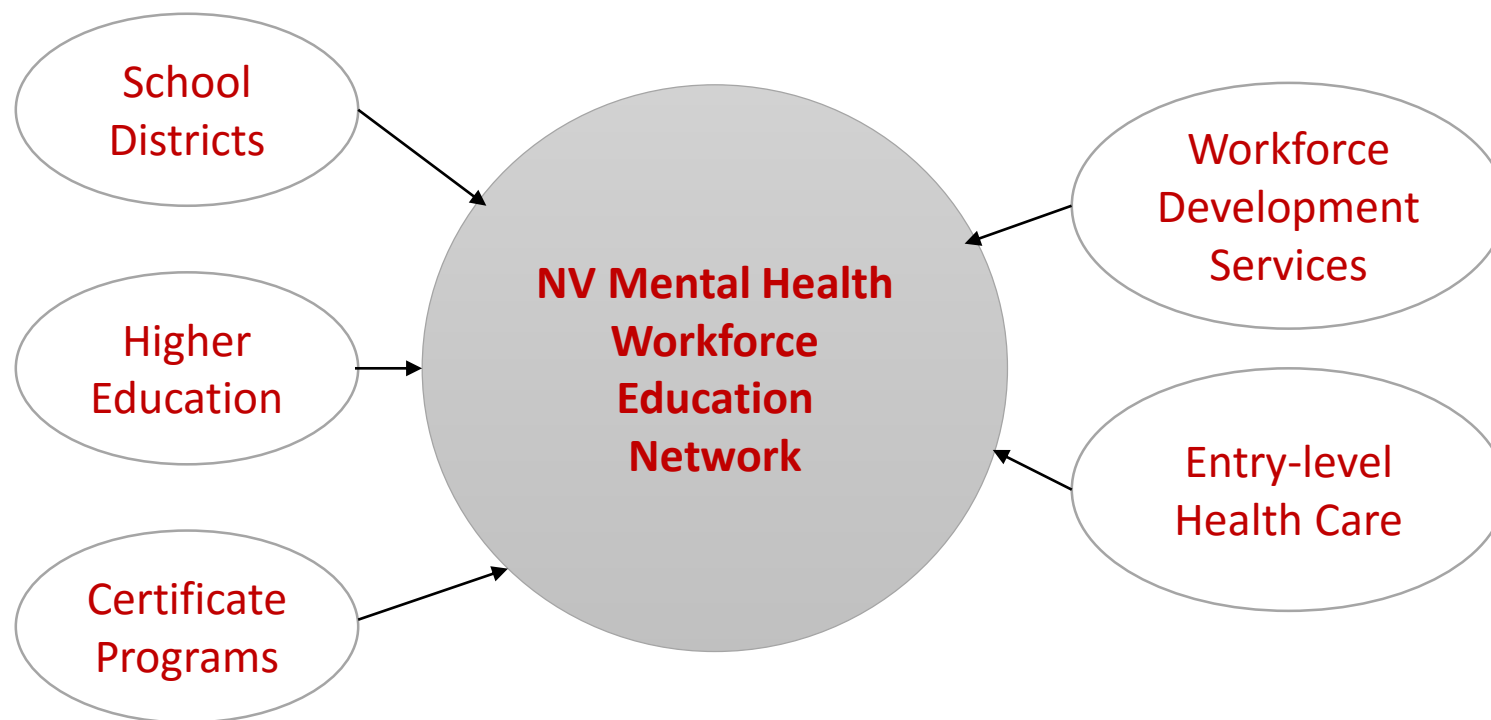 School
Districts
Higher
Education
Certificate
Programs
NV Mental Health
Workforce
Education
Network
Workforce
Development
Services
Entry-level
Health Care